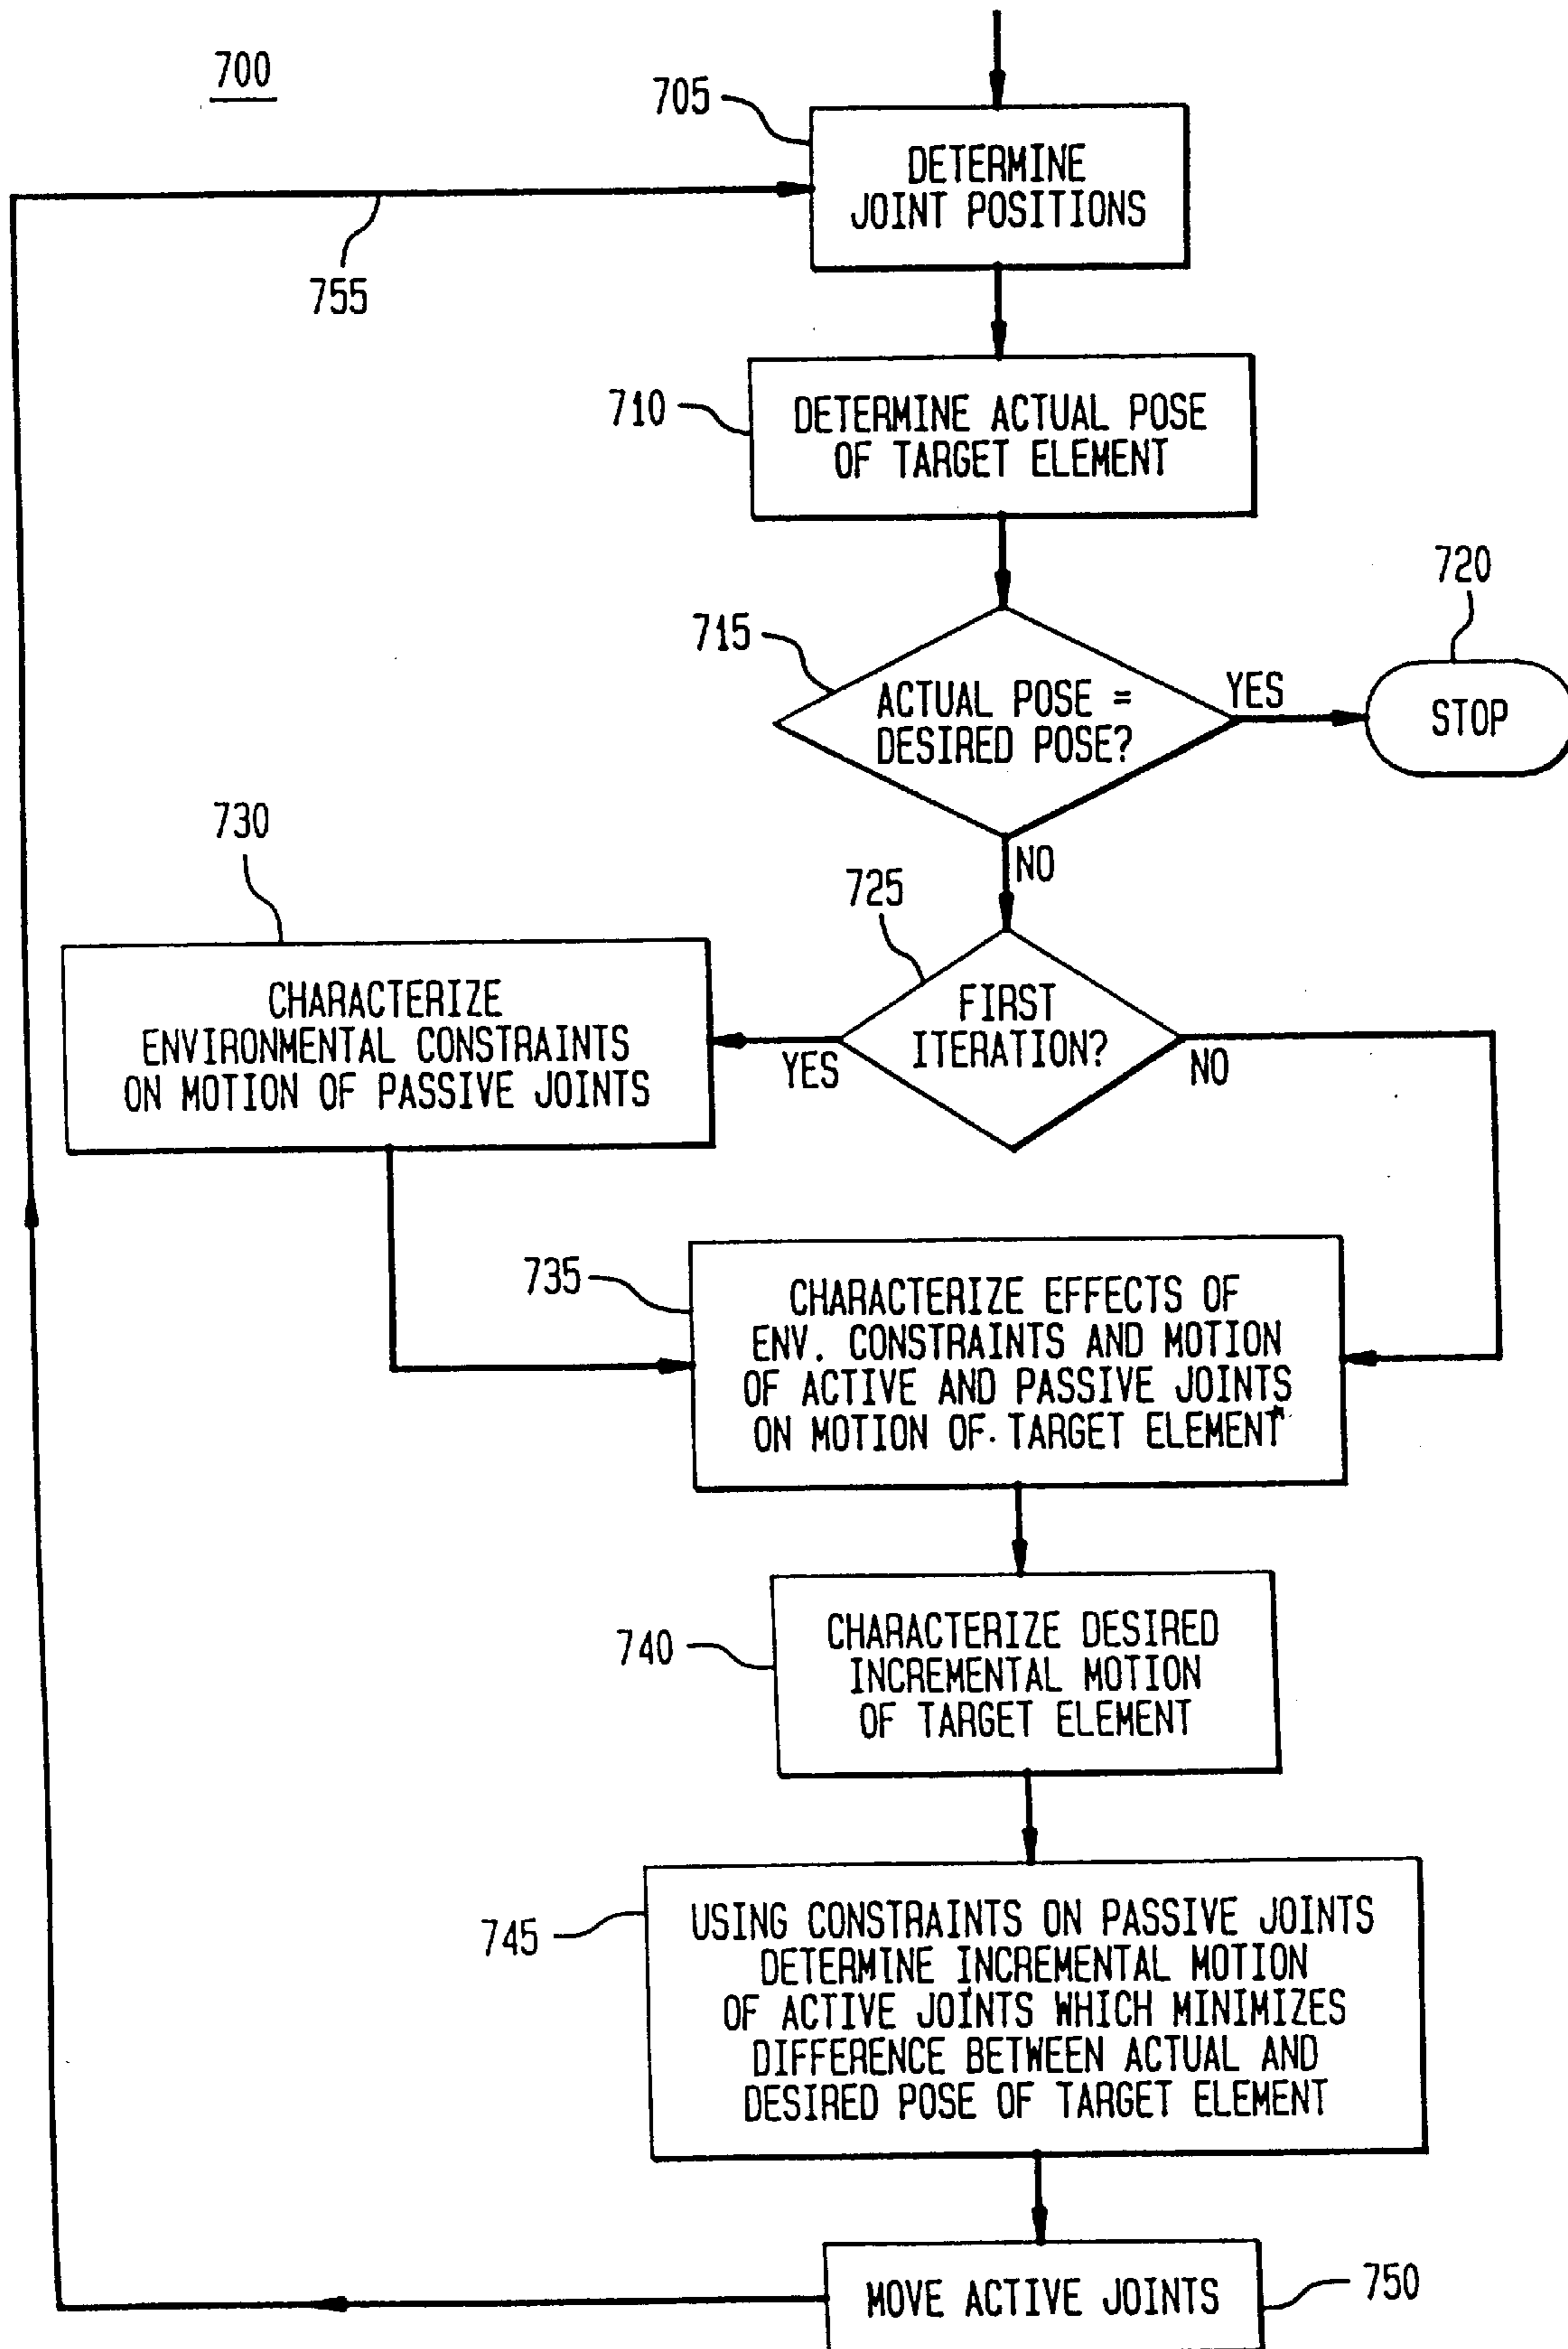 700
705
DETERMINE
JOINT POSITIONS
755
710
DETERMINE ACTUAL POSE
OF TARGET ELEMENT
720
715
ACTUAL POSE =
DESIRED POSE?
YES
STOP
NO
730
725
CHARACTERIZE
ENVIRONMENTAL CONSTRAINTS
ON MOTION OF PASSIVE JOINTS
FIRST
ITERATION?
YES
NO
735
CHARACTERIZE EFFECTS OF
ENV. CONSTRAINTS AND MOTION
OF ACTIVE AND PASSIVE JOINTS
ON MOTION OF TARGET ELEMENT
740
CHARACTERIZE DESIRED
INCREMENTAL MOTION
OF TARGET ELEMENT
745
USING CONSTRAINTS ON PASSIVE JOINTS
DETERMINE INCREMENTAL MOTION
OF ACTIVE JOINTS WHICH MINIMIZES
DIFFERENCE BETWEEN ACTUAL AND
DESIRED POSE OF TARGET ELEMENT
MOVE ACTIVE JOINTS
750